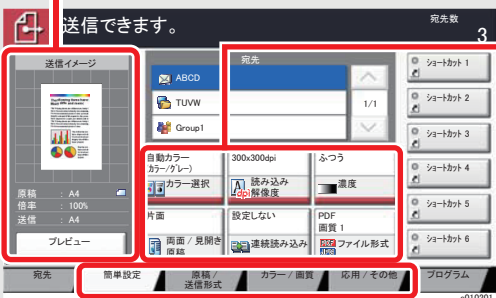 送信できます。
宛先数
3
送信イメージ
原稿 : A4
倍率 : 100%
送信 : A4
プレビュー
宛先
ABCD
TUVW
Group1
1/1
自動カラー
(カラー/グレー)
カラー選択
300x300dpi
読み込み
解像度
dpi
ふつう
濃度
片面
両面 / 見開き
原稿
設定しない
連続読み込み
PDF
画質 1
ファイル形式
ショートカット 1
ショートカット 2
ショートカット 3
ショートカット 4
ショートカット 5
ショートカット 6
宛先
簡単設定
原稿 /
送信形式
カラー / 画質
応用 / その他
プログラム